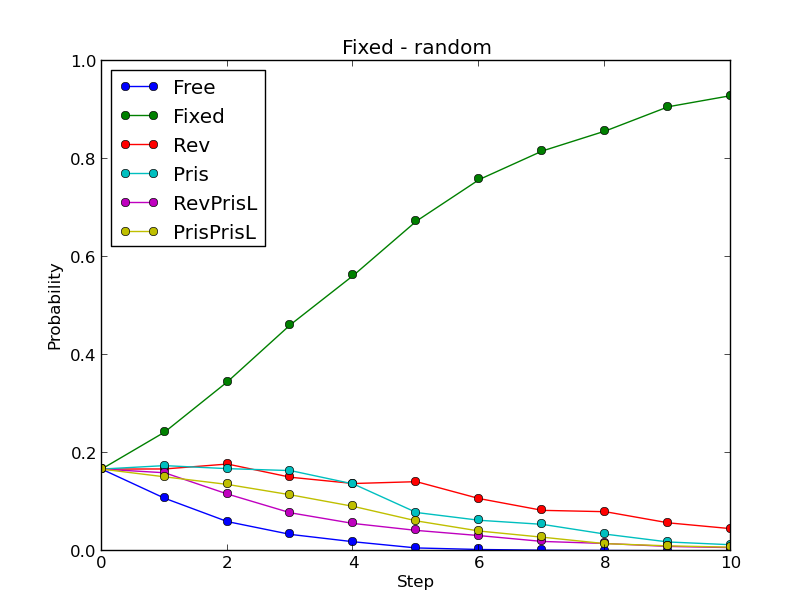 Fixed - random
1.0
0.8
0.6
0.4
0.2
0.0
Probability
Free
Fixed
Rev
Pris
RevPrisL
PrisPrisL
0 2 4 6 8 10
Step